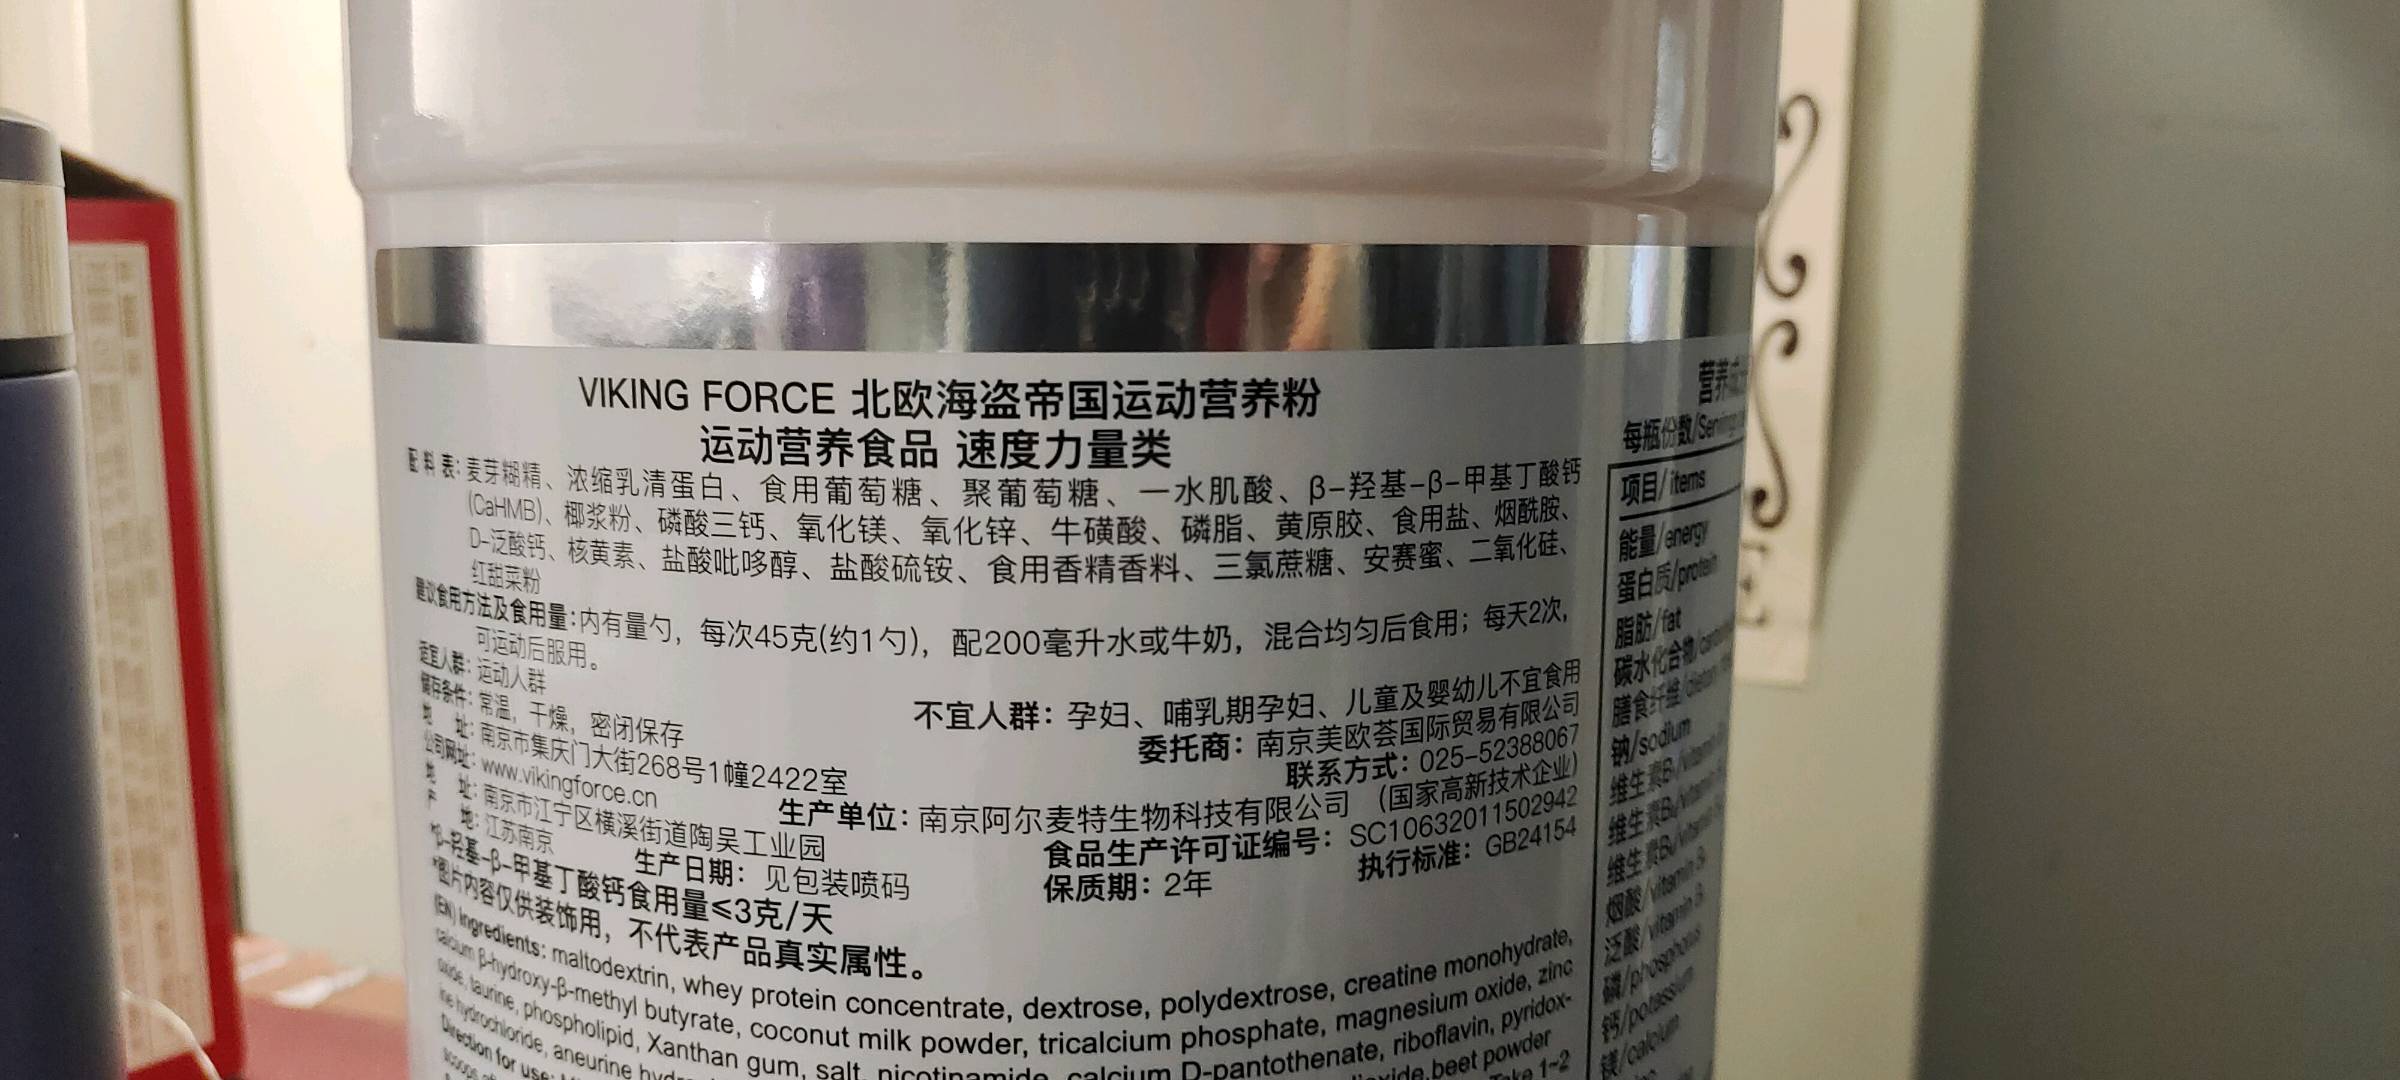 VIKING FORCE 北欧海盗帝国运动营养粉
运动营养食品 速度力量类
配料表: 麦芽糊精、浓缩乳清蛋白、食用葡萄糖、聚葡萄糖、一水肌酸、β-羟基-β-甲基丁酸钙
(CaHMB)、椰浆粉、磷酸三钙、氧化镁、氧化锌、牛磺酸、磷脂、黄原胶、食用盐、烟酰胺、
D-泛酸钙、核黄素、盐酸吡哆醇、盐酸硫铵、食用香精香料、三氯蔗糖、安赛蜜、二氧化硅、
红甜菜粉
建议食用方法及食用量: 内有量勺，每次45克(约1勺)，配200毫升水或牛奶，混合均匀后食用；每天2次，
可运动后服用。
适宜人群: 运动人群 不宜人群: 孕妇、哺乳期孕妇、儿童及婴幼儿不宜食用
储存条件: 常温，干燥，密闭保存 委托商: 南京美欧荟国际贸易有限公司
地 址: 南京市集庆门大街268号1幢2422室 联系方式: 025-52388067
公司网址: www.vikingforce.cn 生产单位: 南京阿尔麦特生物科技有限公司 (国家高新技术企业)
地 址: 南京市江宁区横溪街道陶吴工业园 食品生产许可证编号: SC10632011502942
产 地: 江苏南京 生产日期: 见包装喷码 保质期: 2年 执行标准: GB24154
*β-羟基-β-甲基丁酸钙食用量≤3克/天
*图片内容仅供装饰用，不代表产品真实属性。
(EN) Ingredients: maltodextrin, whey protein concentrate, dextrose, polydextrose, creatine monohydrate,
calcium β-hydroxy-β-methyl butyrate, coconut milk powder, tricalcium phosphate, magnesium oxide, zinc
oxide, taurine, phospholipid, Xanthan gum, salt, nicotinamide, calcium D-pantothenate, riboflavin, pyridox-
ine hydrochloride, aneurine beet powder
Direction for use: Take 1~2
scoops
营养成
每瓶份数/Serving
项目/items
能量/energy
蛋白质/protein
脂肪/fat
碳水化合物
膳食纤维
钠/sodium
维生素
维生素
维生素
烟酸/vitamin
泛酸/vitamin
磷/phosphorus
钙/potassium
镁/calcium